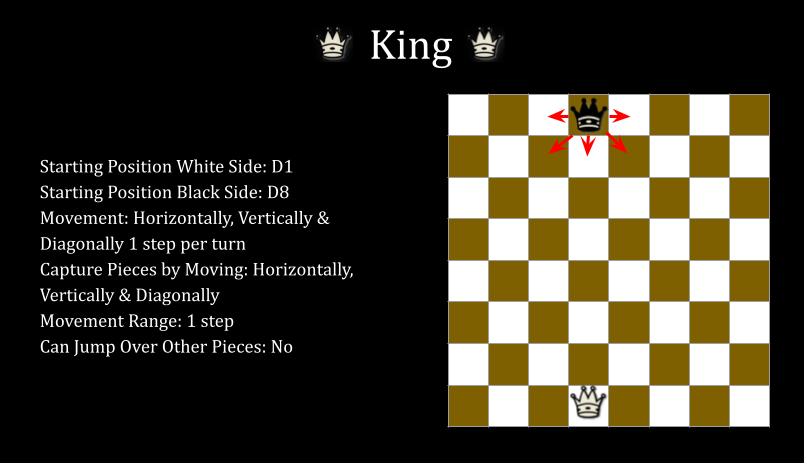 King
Starting Position White Side: D1
Starting Position Black Side: D8
Movement: Horizontally, Vertically &
Diagonally 1 step per turn
Capture Pieces by Moving: Horizontally,
Vertically & Diagonally
Movement Range: 1 step
Can Jump Over Other Pieces: No